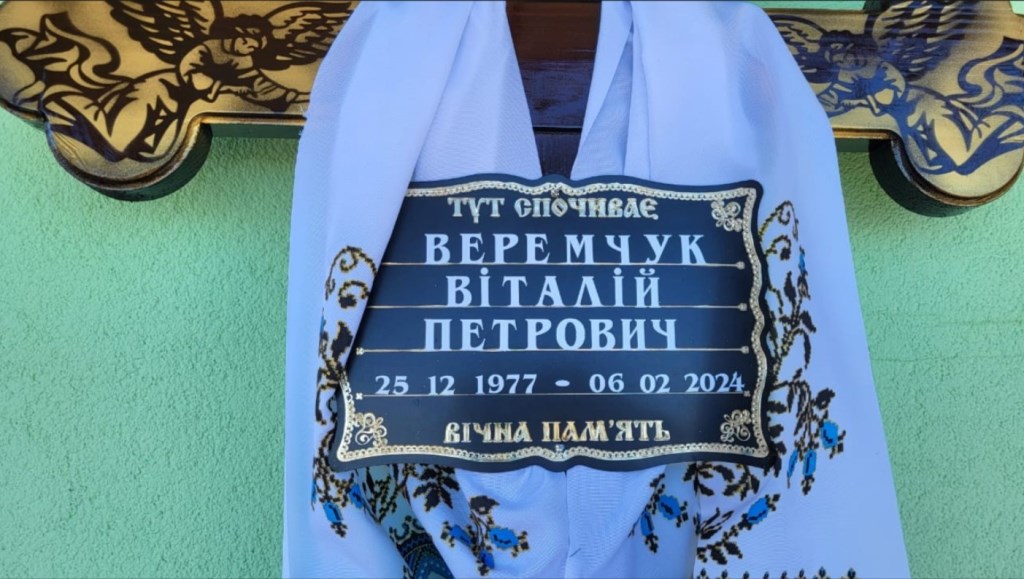 ТУТ СПОЧИВАЄ
ВЕРЕМЧУК
ВІТАЛІЙ
ПЕТРОВИЧ
25 12 1977 - 06 02 2024
ВІЧНА ПАМ'ЯТЬ